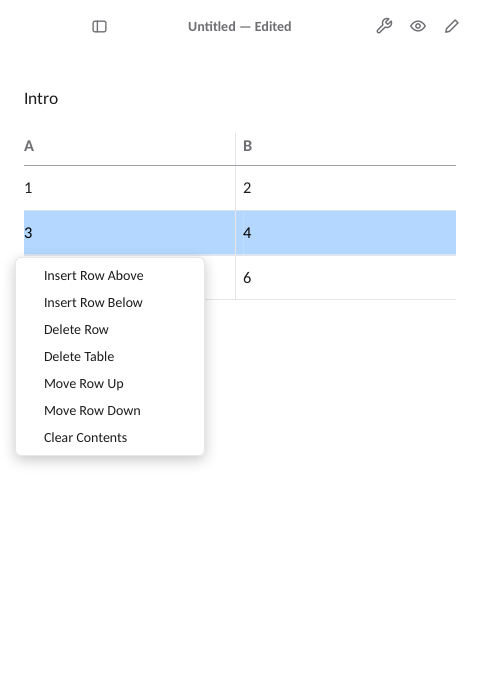 Untitled — Edited
Intro
A B
1 2
3 4
6
Insert Row Above
Insert Row Below
Delete Row
Delete Table
Move Row Up
Move Row Down
Clear Contents